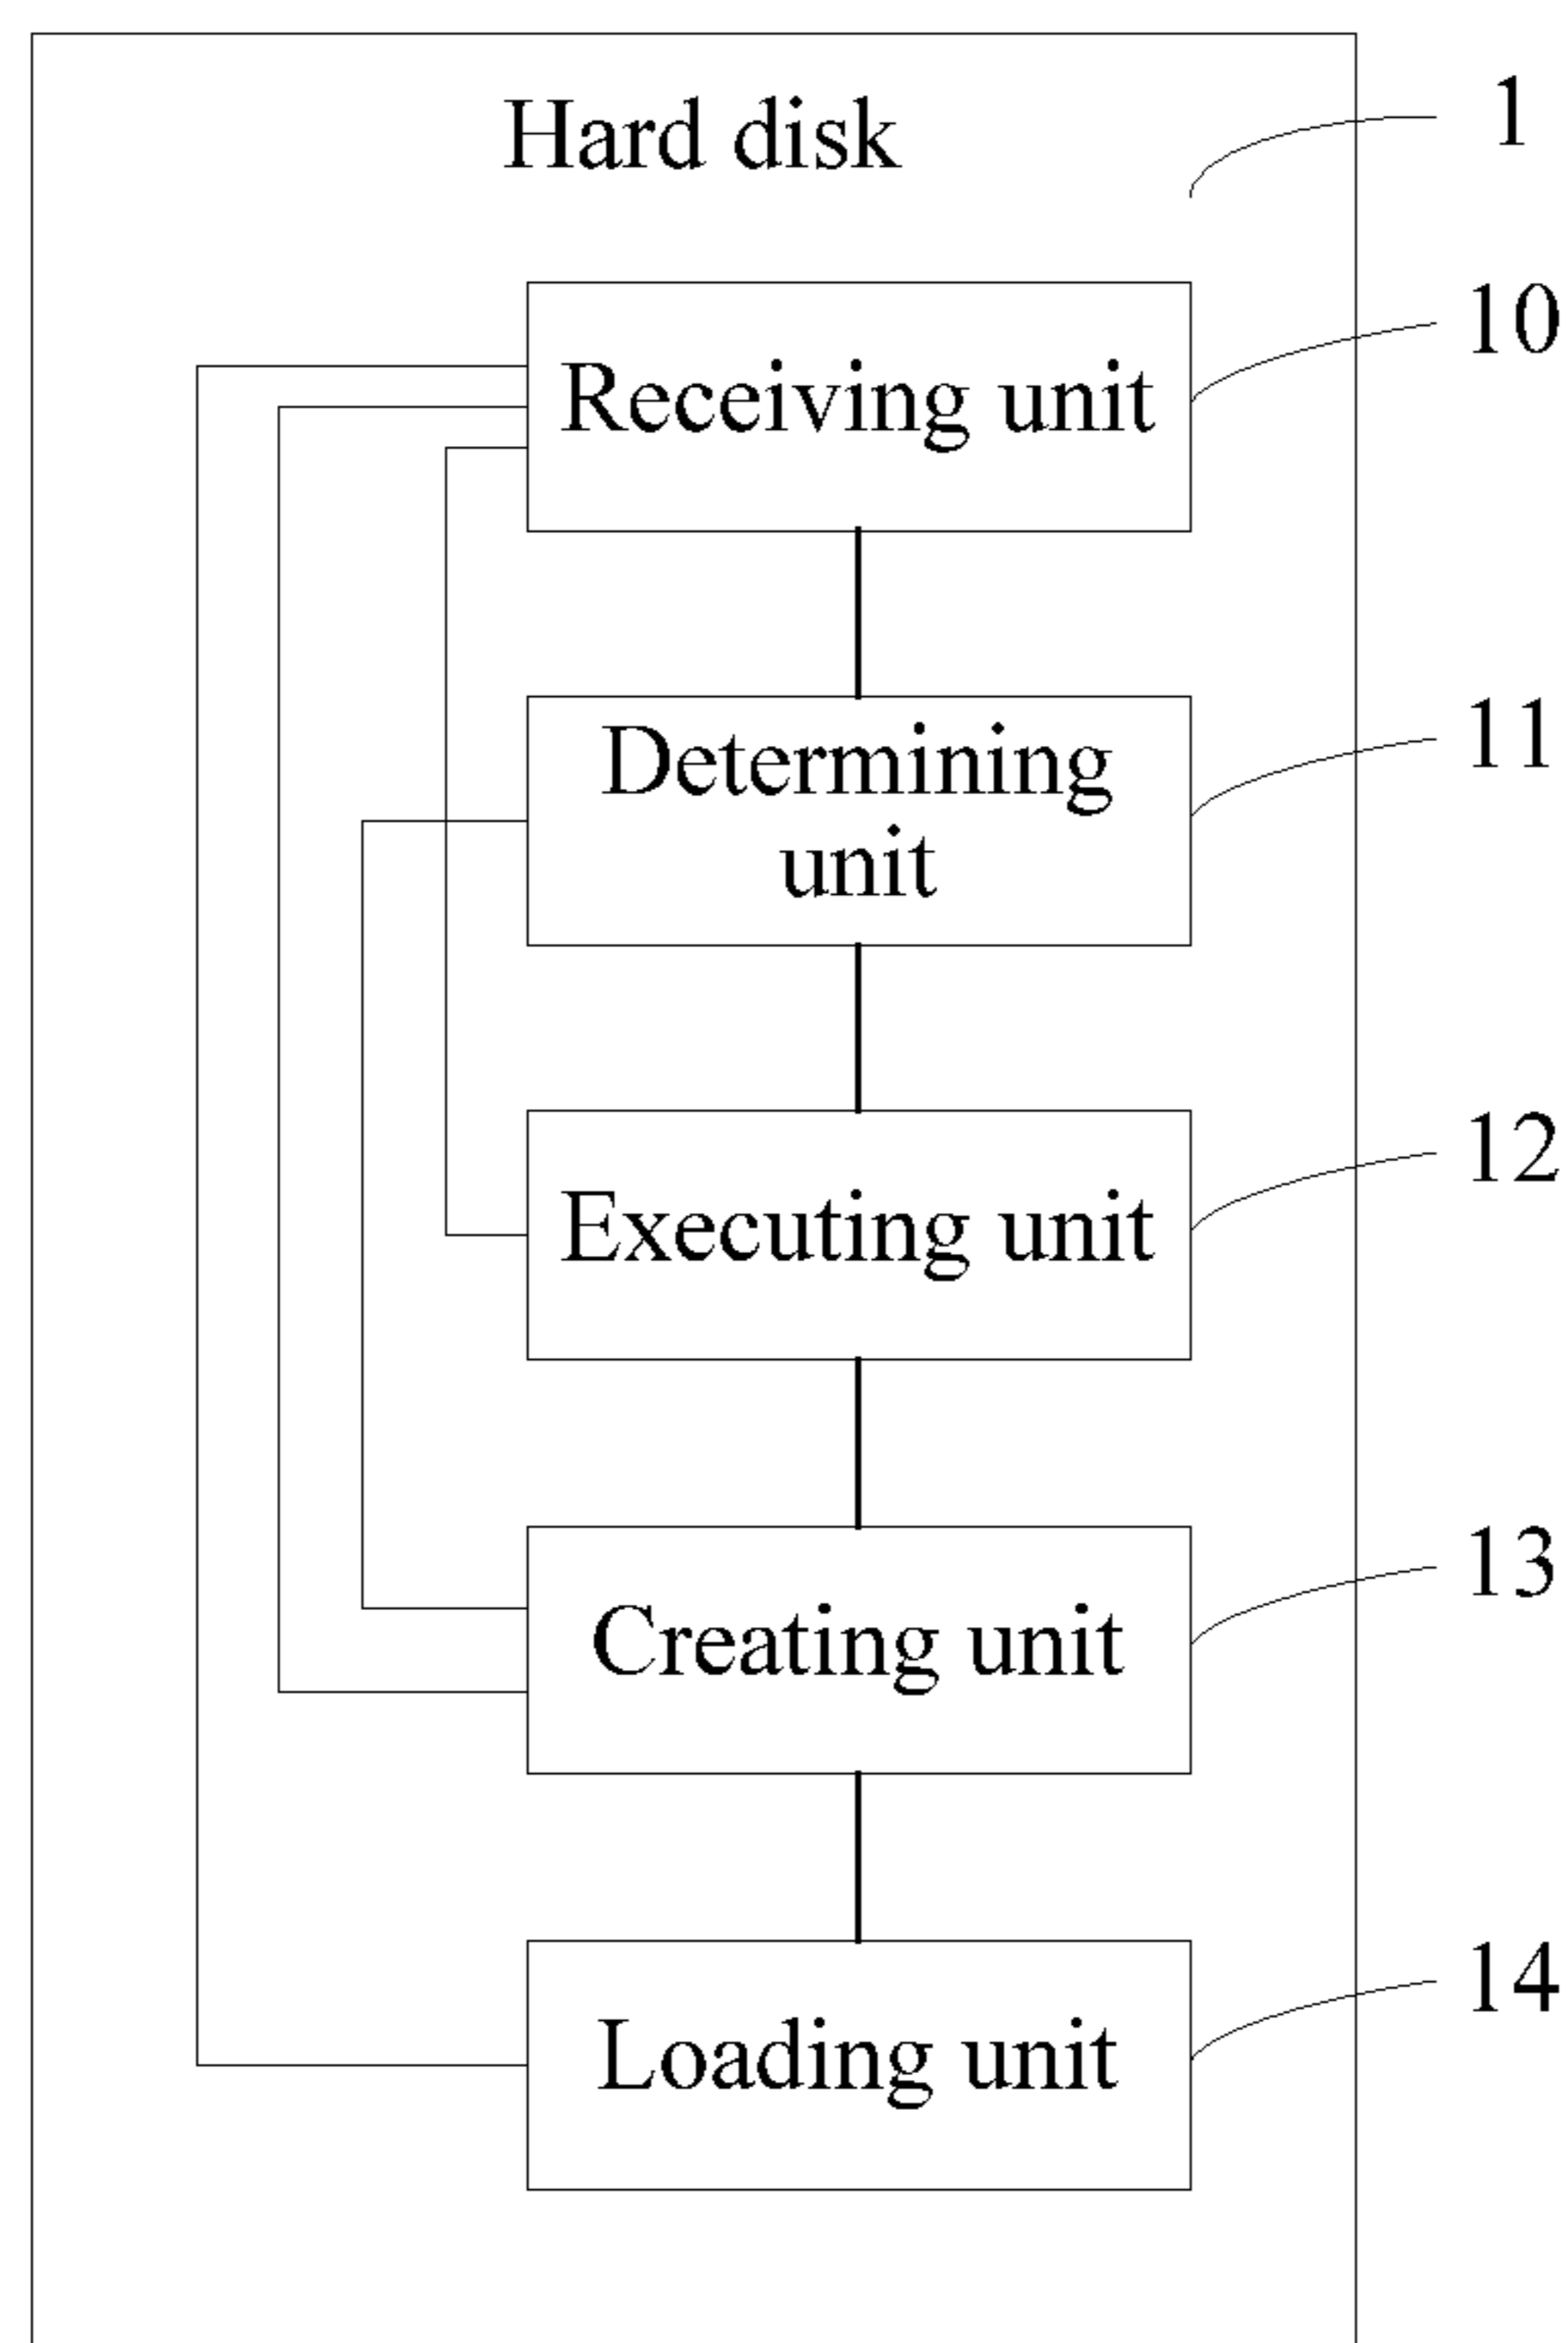 Hard disk
1
Receiving unit
10
Determining
unit
11
Executing unit
12
Creating unit
13
Loading unit
14